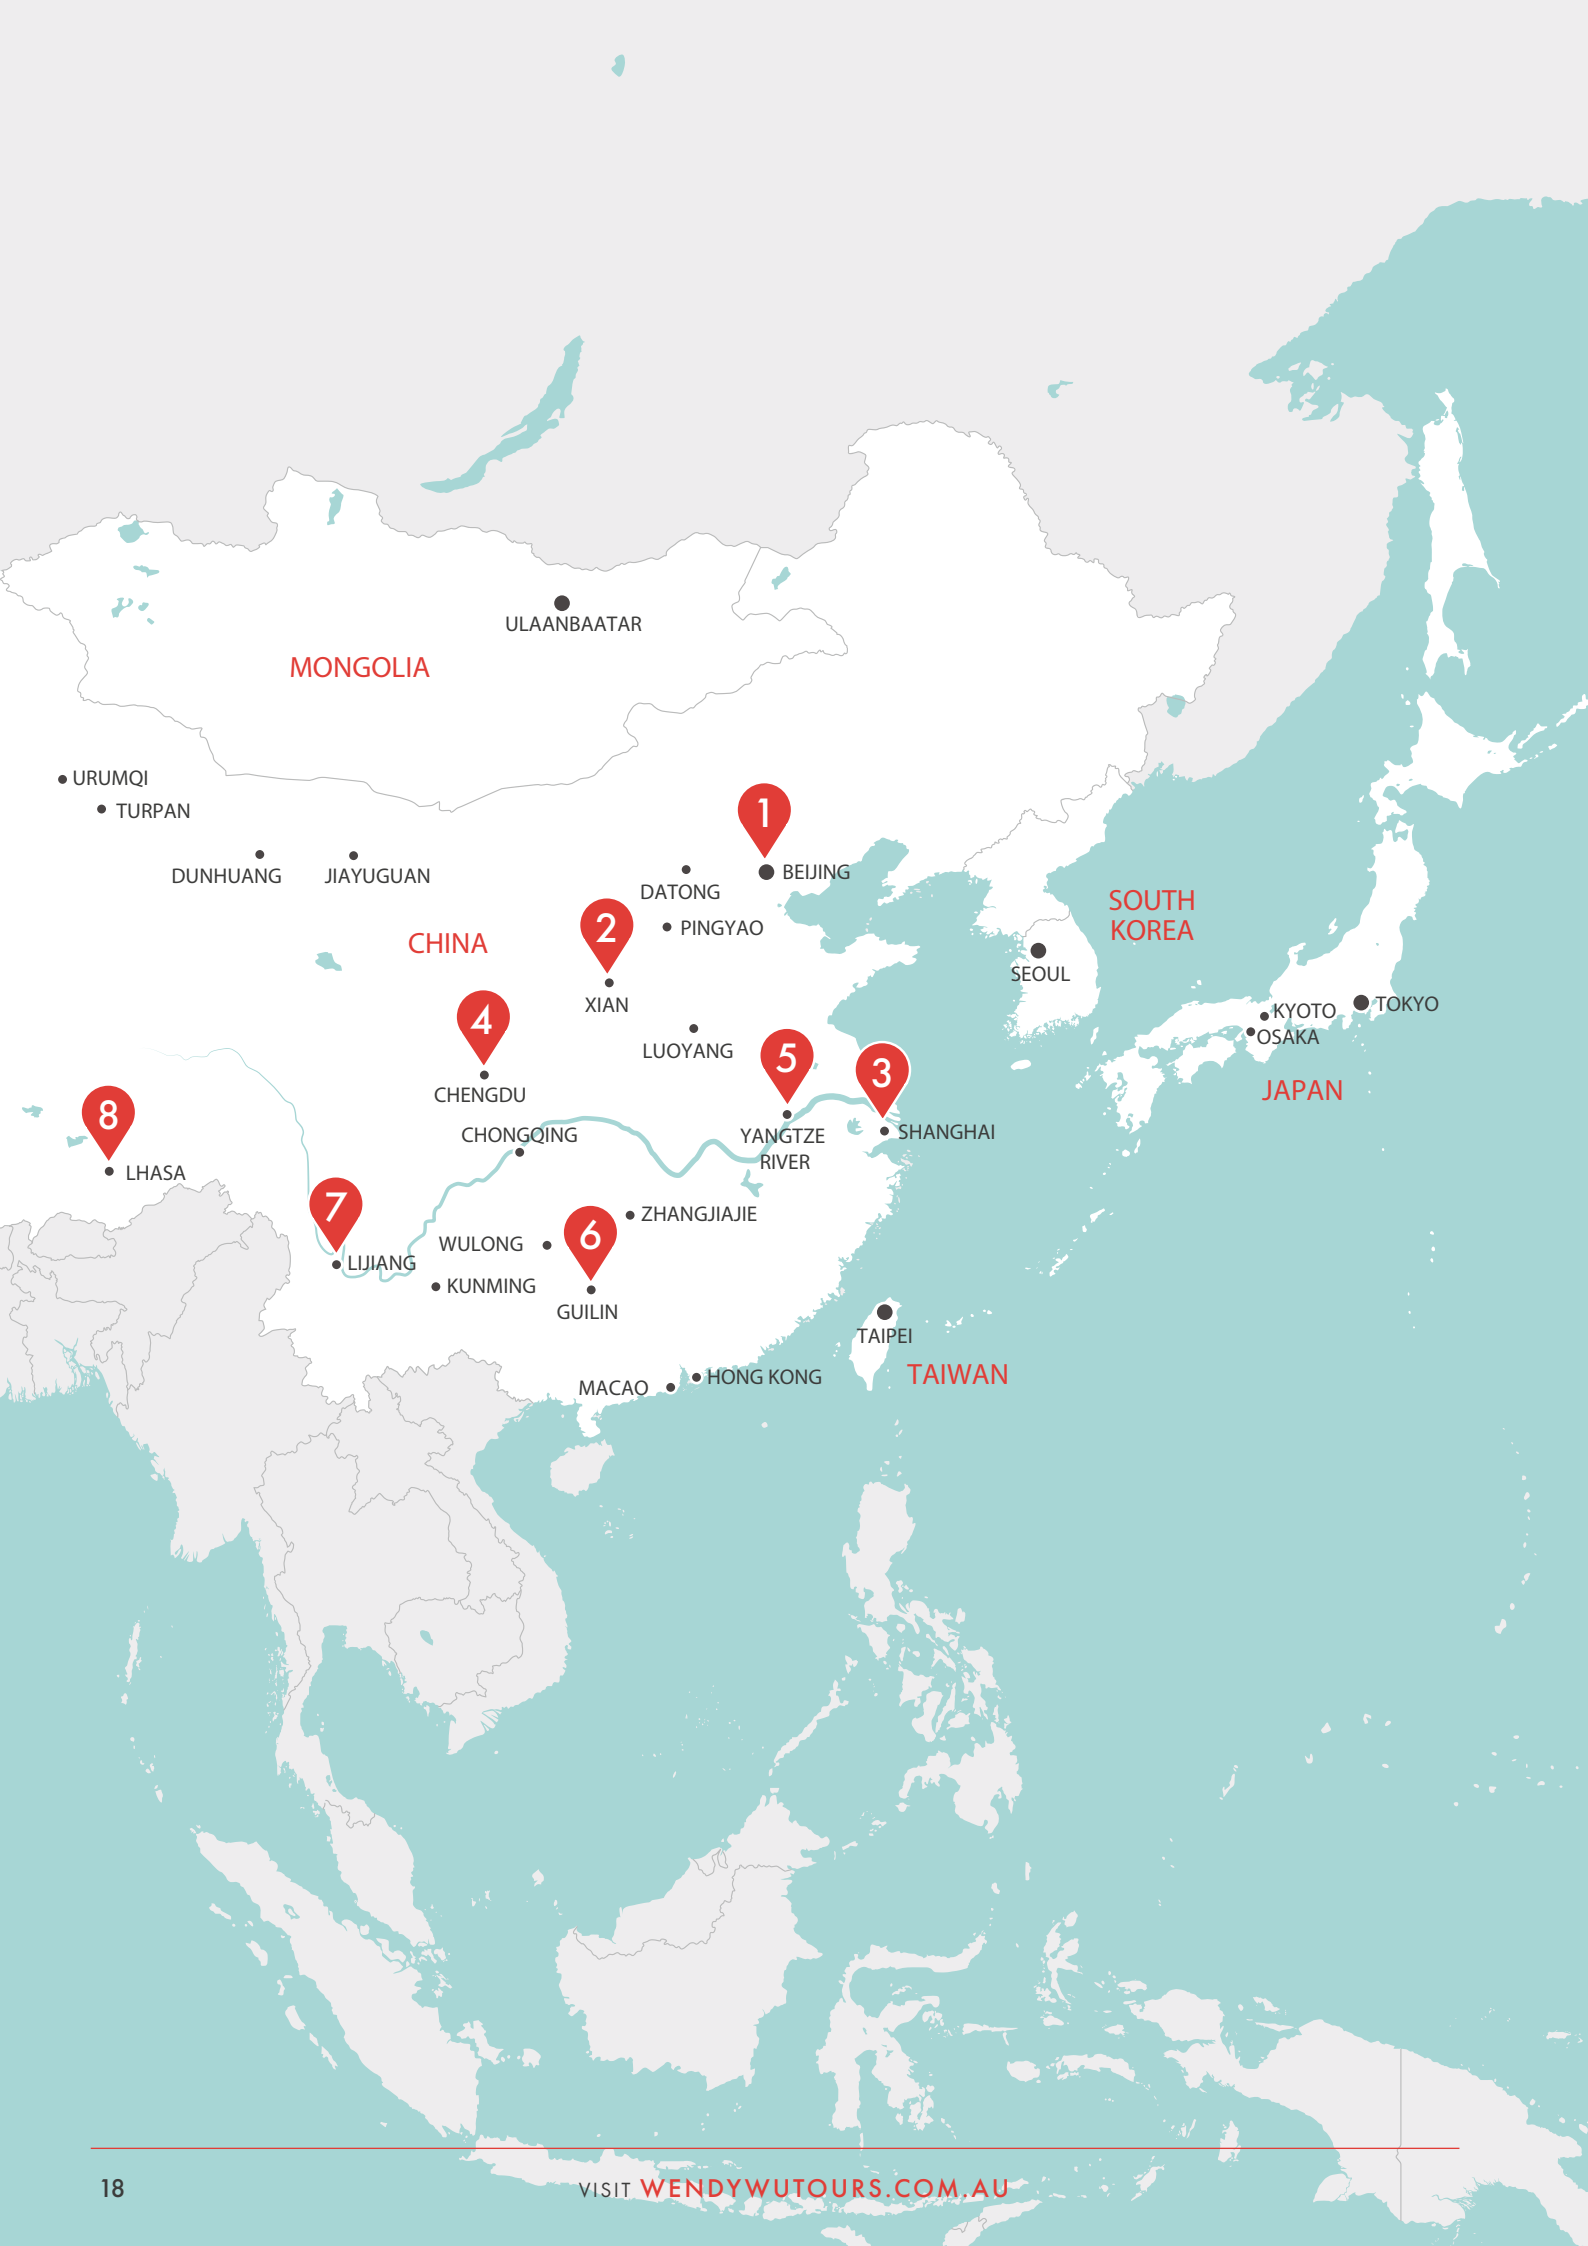 ULAANBAATAR
MONGOLIA
URUMQI
TURPAN
1
DUNHUANG
JIAYUGUAN
DATONG
BEIJING
2
PINGYAO
SOUTH
KOREA
CHINA
SEOUL
XIAN
KYOTO
TOKYO
OSAKA
4
LUOYANG
5
3
JAPAN
CHENGDU
8
CHONGQING
YANGTZE
RIVER
SHANGHAI
LHASA
7
ZHANGJIAJIE
6
WULONG
LIJIANG
KUNMING
GUILIN
TAIPEI
TAIWAN
HONG KONG
MACAO
18
VISIT WENDYWUTOURS.COM.AU